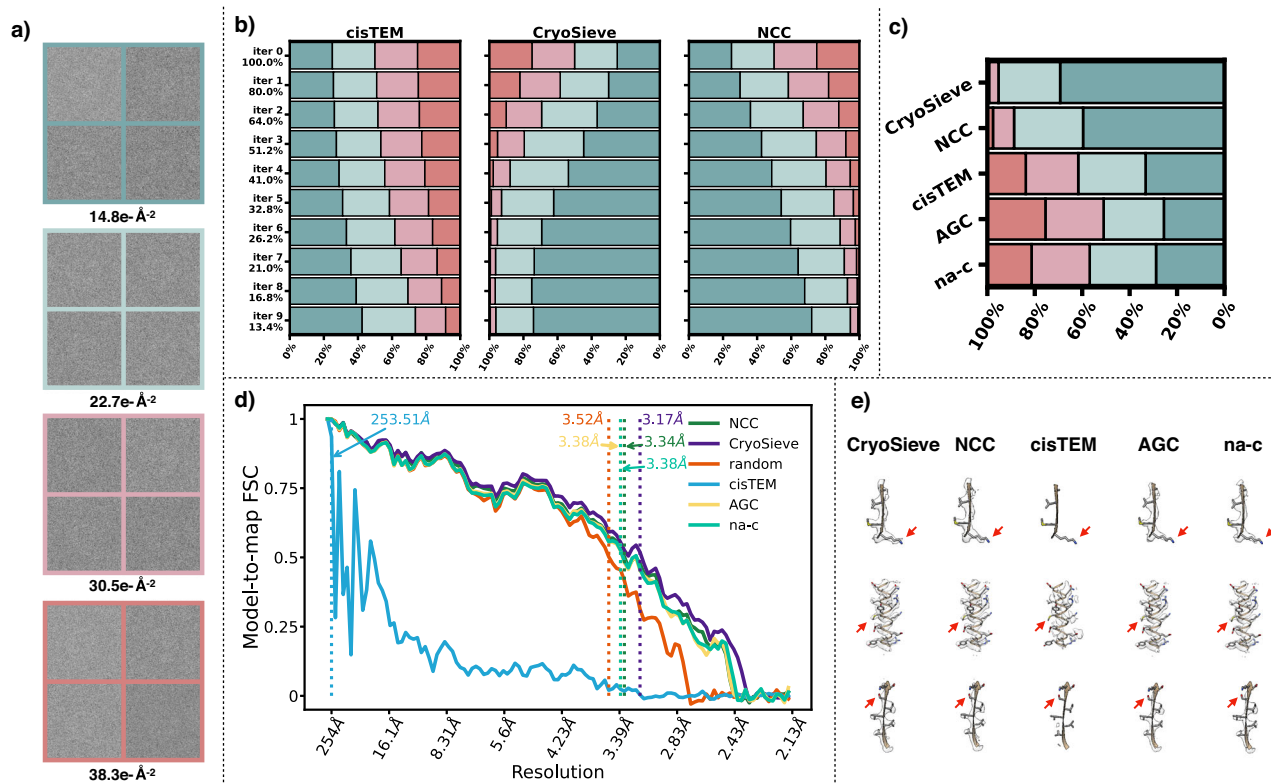 a)
14.8e-Å-2
22.7e-Å-2
30.5e-Å-2
38.3e-Å-2
b)
cisTEM
CryoSieve
NCC
iter 0
100.0%
iter 1
80.0%
iter 2
64.0%
iter 3
51.2%
iter 4
41.0%
iter 5
32.8%
iter 6
26.2%
iter 7
21.0%
iter 8
16.8%
iter 9
13.4%
0% 20% 40% 60% 80% 100%
100% 80% 60% 40% 20% 0%
0% 20% 40% 60% 80% 100%
c)
CryoSieve
NCC
cisTEM
AGC
na-c
100% 80% 60% 40% 20% 0%
d)
Model-to-map FSC
1
0.75
0.5
0.25
0
253.51Å
3.52Å
3.38Å
3.17Å
3.34Å
3.38Å
NCC
CryoSieve
random
cisTEM
AGC
na-c
254Å 16.1Å 8.31Å 5.6Å 4.23Å 3.39Å 2.83Å 2.43Å 2.13Å
Resolution
e)
CryoSieve NCC cisTEM AGC na-c